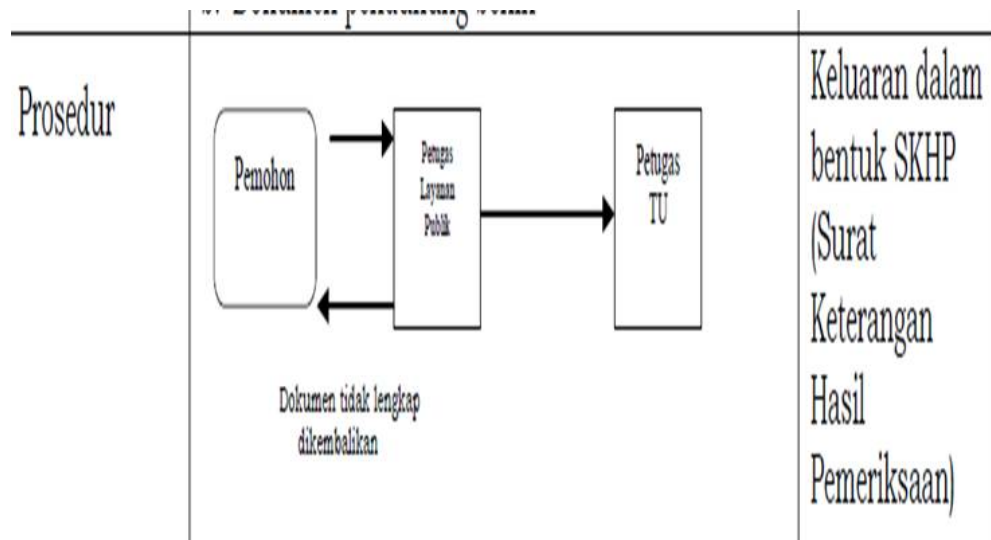 Prosedur
Pemohon
Petugas
Layanan
Publik
Petugas
TU
Dokumen tidak lengkap
dikembalikan
Keluaran dalam
bentuk SKHP
(Surat
Keterangan
Hasil
Pemeriksaan)